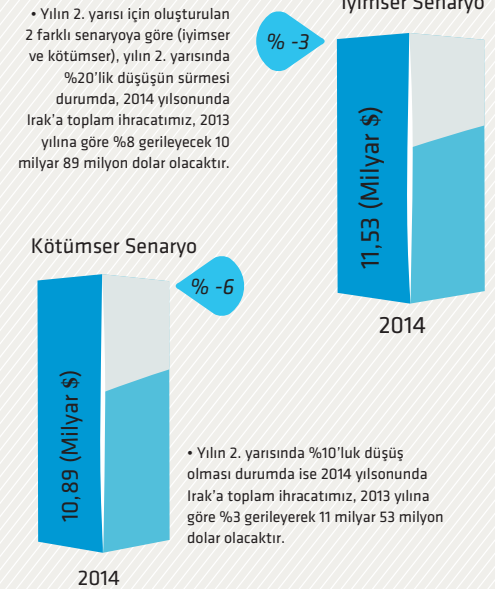 • Yılın 2. yarısı için oluşturulan
2 farklı senaryoya göre (iyimser
ve kötümser), yılın 2. yarısında
%20'lik düşüşün sürmesi
durumda, 2014 yılsonunda
Irak'a toplam ihracatımız, 2013
yılına göre %8 gerileyecek 10
milyar 89 milyon dolar olacaktır.
İyimser Senaryo
% -3
11,53 (Milyar $)
2014
Kötümser Senaryo
% -6
10,89 (Milyar $)
2014
• Yılın 2. yarısında %10'luk düşüş
olması durumda ise 2014 yılsonunda
Irak'a toplam ihracatımız, 2013 yılına
göre %3 gerileyerek 11 milyar 53 milyon
dolar olacaktır.